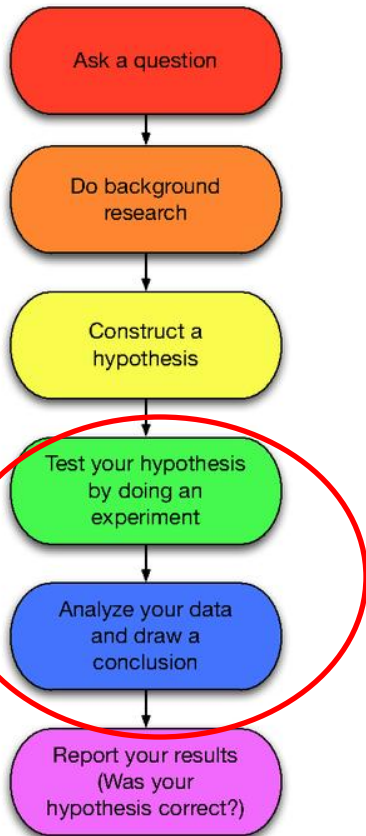 Ask a question
Do background
research
Construct a
hypothesis
Test your hypothesis
by doing an
experiment
Analyze your data
and draw a
conclusion
Report your results
(Was your
hypothesis correct?)